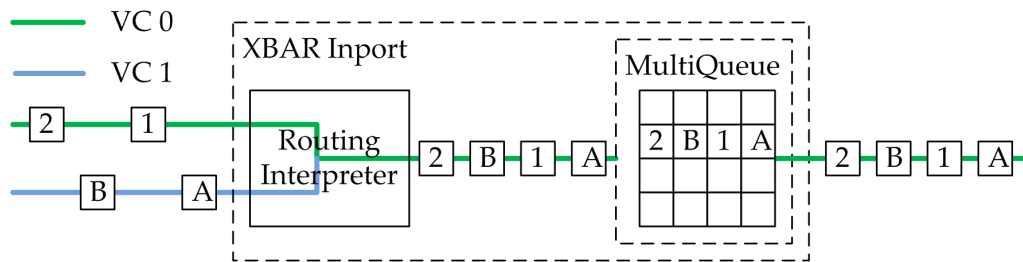 VC 0
XBAR Inport
VC 1
MultiQueue
2 1
Routing
Interpreter
2 B 1 A
2 B 1 A
2 B 1 A
B A